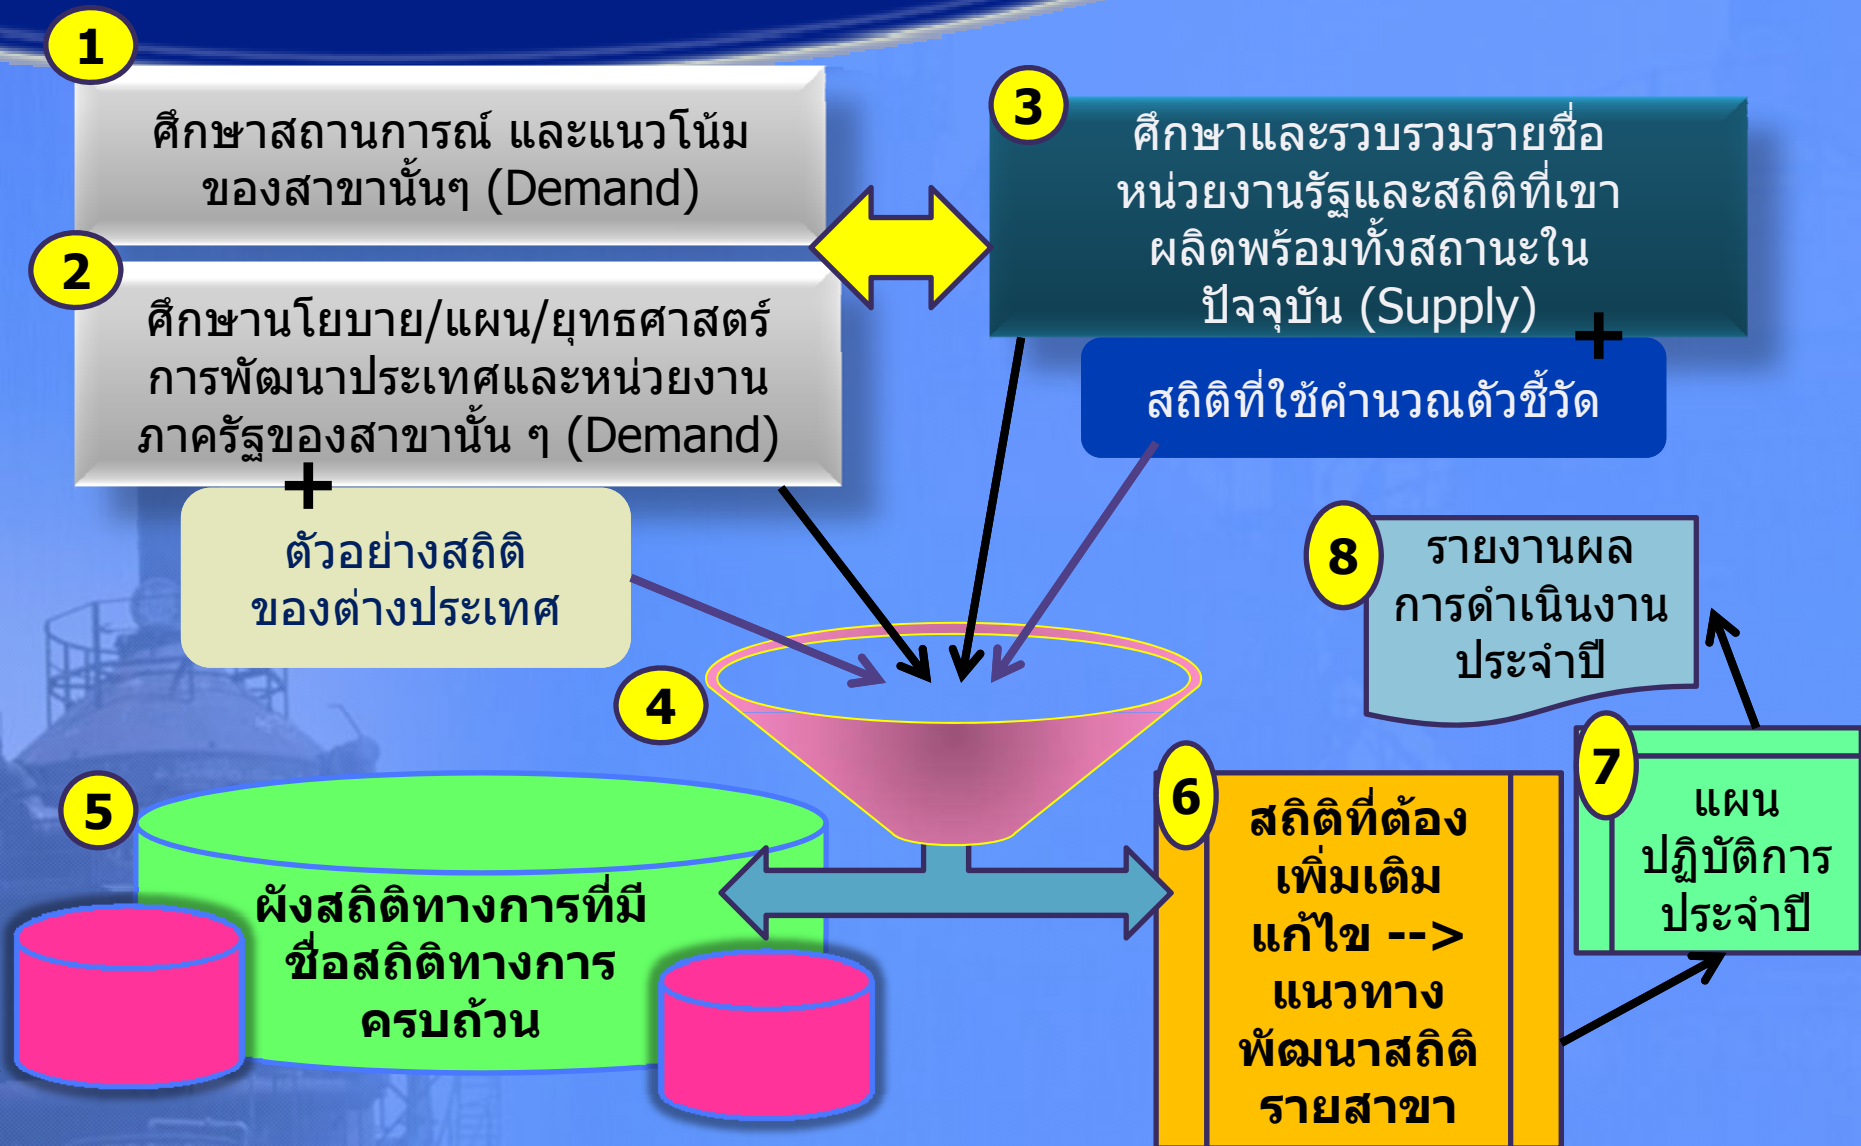 1
ศึกษาสถานการณ์ และแนวโน้ม
ของสาขานั้นๆ (Demand)
2
ศึกษานโยบาย/แผน/ยุทธศาสตร์
การพัฒนาประเทศและหน่วยงาน
ภาครัฐของสาขานั้น ๆ (Demand)
+
ตัวอย่างสถิติ
ของต่างประเทศ
3
ศึกษาและรวบรวมรายชื่อ
หน่วยงานรัฐและสถิติที่เขา
ผลิตพร้อมทั้งสถานะใน
ปัจจุบัน (Supply)
+
สถิติที่ใช้คำนวณตัวชี้วัด
4
5
ผังสถิติทางการที่มี
ชื่อสถิติทางการ
ครบถ้วน
6
สถิติที่ต้อง
เพิ่มเติม
แก้ไข -->
แนวทาง
พัฒนาสถิติ
รายสาขา
7
แผน
ปฏิบัติการ
ประจำปี
8
รายงานผล
การดำเนินงาน
ประจำปี